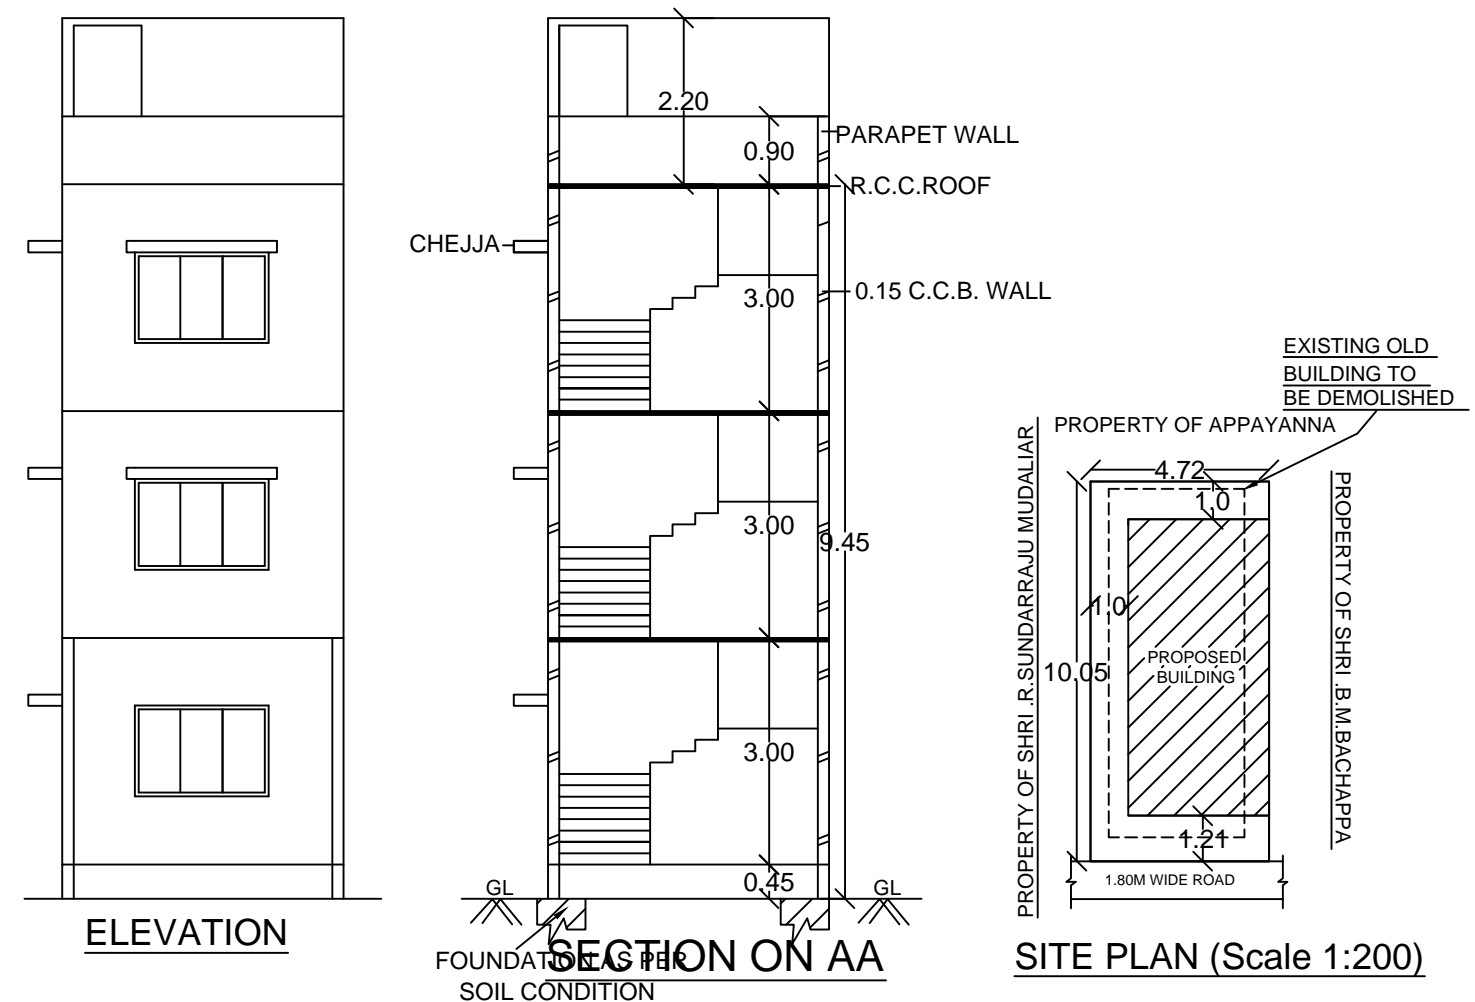 2.20
PARAPET WALL
0.90
R.C.C.ROOF
CHEJJA
3.00
0.15 C.C.B. WALL
3.00
9.45
3.00
0.45
GL
GL
ELEVATION
FOUNDATION AS PER
SOIL CONDITION
SECTION ON AA
EXISTING OLD
BUILDING TO
BE DEMOLISHED
PROPERTY OF APPAYANNA
PROPERTY OF SHRI .R.SUNDARRAJU MUDALIAR
PROPERTY OF SHRI .B.M.BACHAPPA
4.72
1.0
1.0
10.05
PROPOSED
BUILDING
1.21
1.80M WIDE ROAD
SITE PLAN (Scale 1:200)